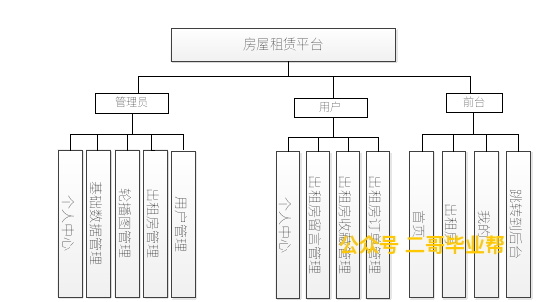 房屋租赁平台
管理员
用户
前台
个人中心
基础数据管理
轮播图管理
出租房管理
用户管理
个人中心
出租房留言管理
出租房收藏管理
出租房订单管理
首页
出租房
我的
跳转到后台
公众号 二哥毕业帮